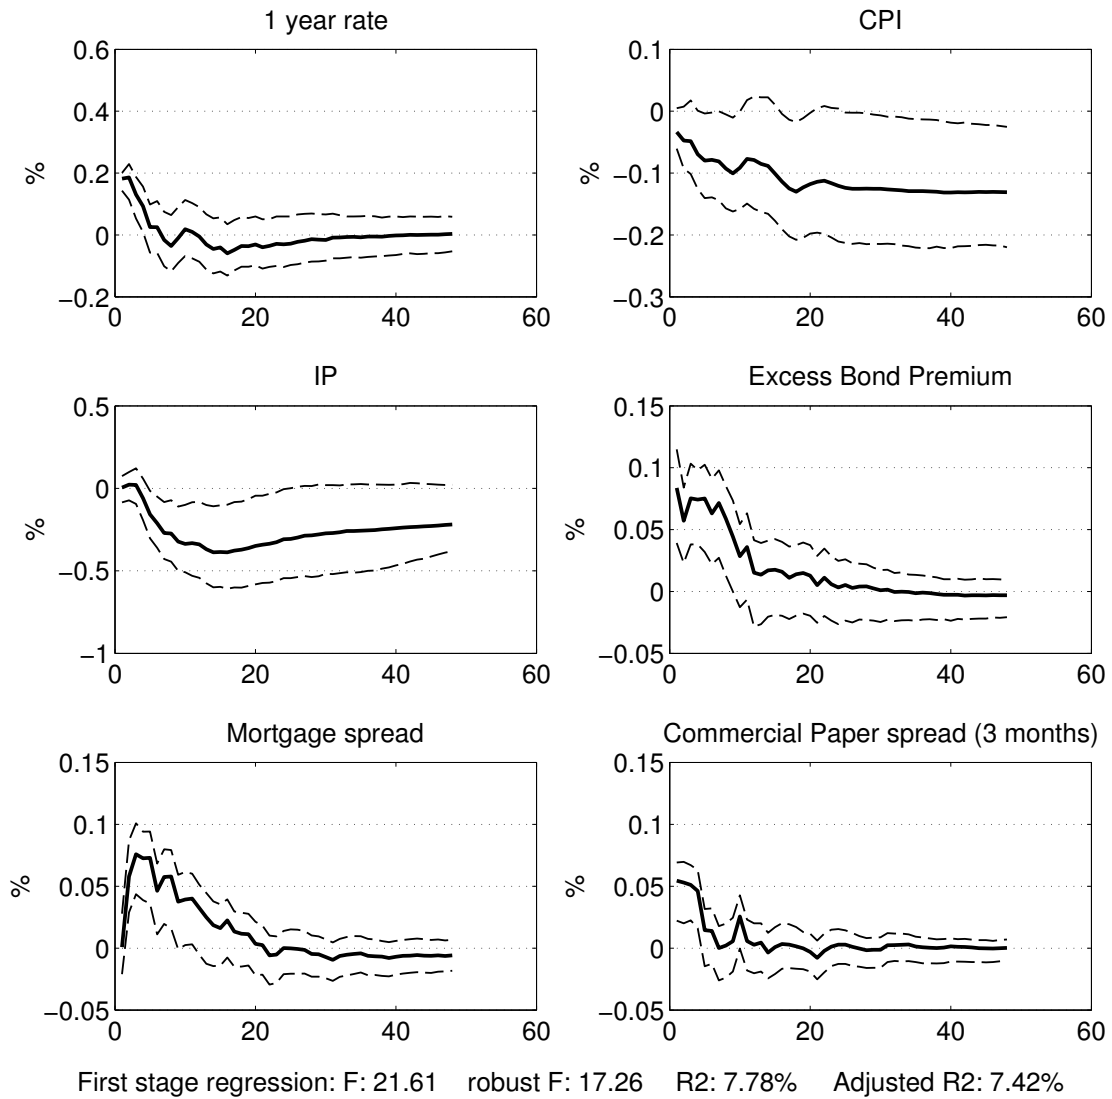 1 year rate
0.6
0.4
0.2
0
−0.2
%
0 20 40 60
CPI
0.1
0
−0.1
−0.2
−0.3
%
0 20 40 60
IP
0.5
0
−0.5
−1
%
0 20 40 60
Excess Bond Premium
0.15
0.1
0.05
0
−0.05
%
0 20 40 60
Mortgage spread
0.15
0.1
0.05
0
−0.05
%
0 20 40 60
Commercial Paper spread (3 months)
0.15
0.1
0.05
0
−0.05
%
0 20 40 60
First stage regression: F: 21.61 robust F: 17.26 R2: 7.78% Adjusted R2: 7.42%